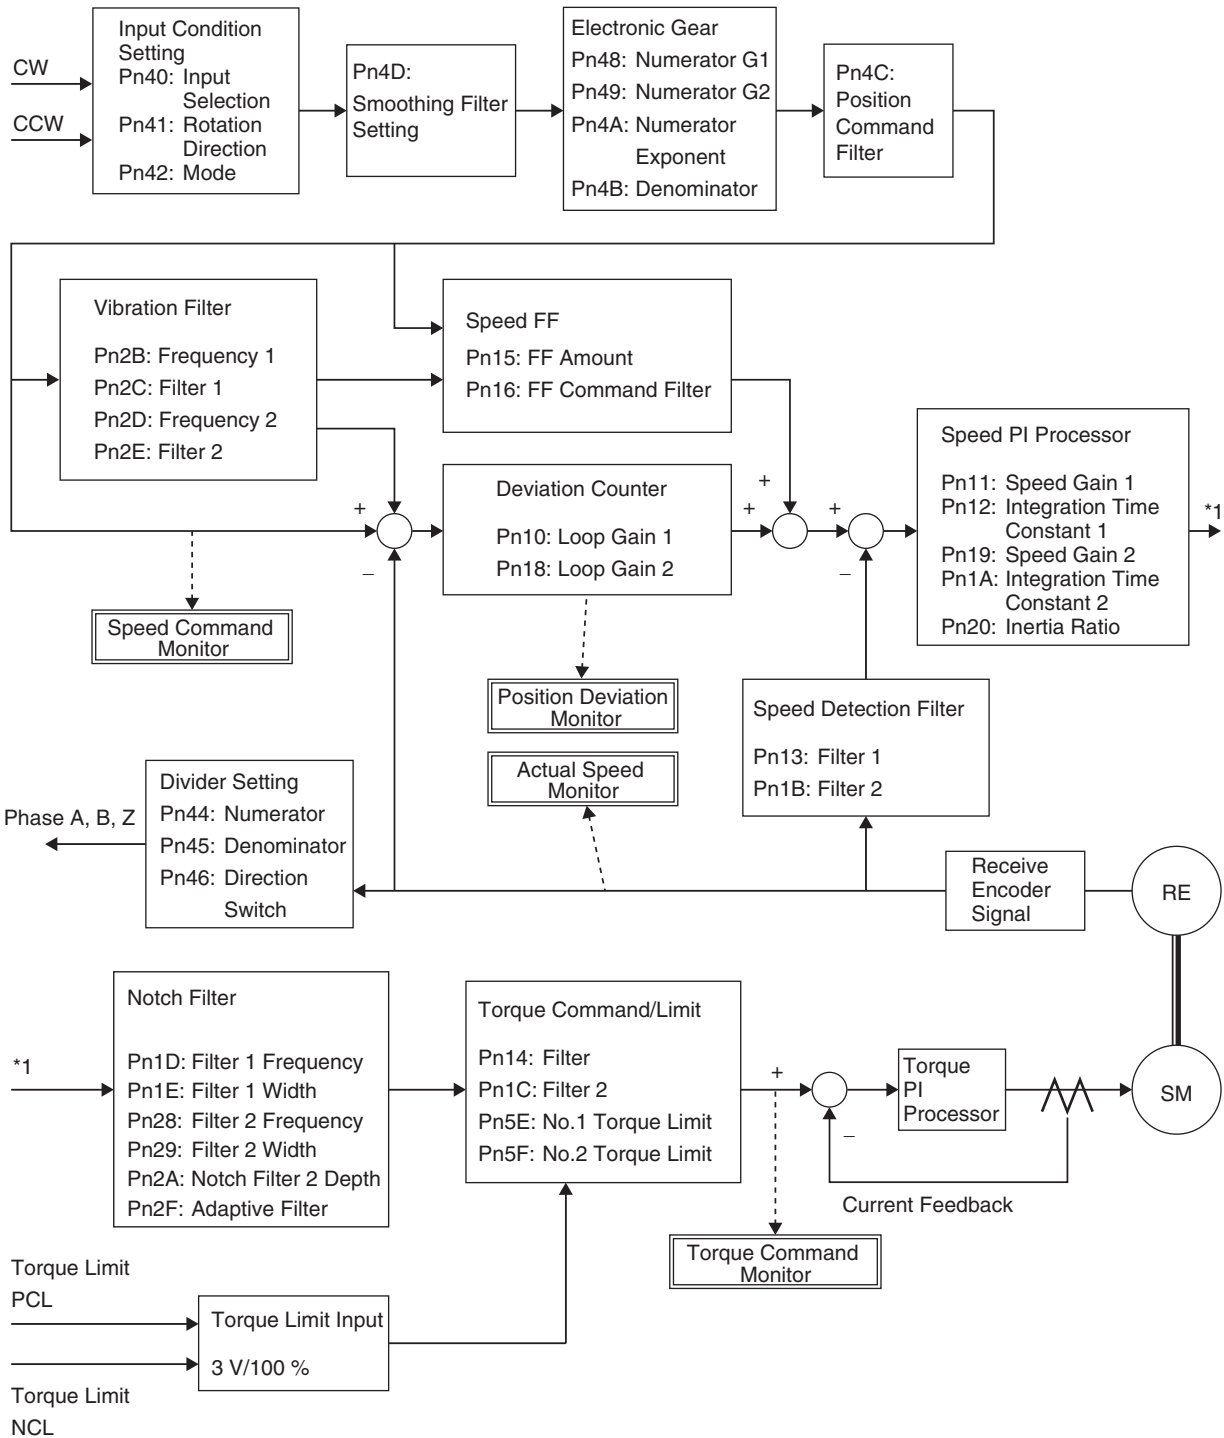 CW
CCW
Input Condition
Setting
Pn40: Input
Selection
Pn41: Rotation
Direction
Pn42: Mode
Pn4D:
Smoothing Filter
Setting
Electronic Gear
Pn48: Numerator G1
Pn49: Numerator G2
Pn4A: Numerator
Exponent
Pn4B: Denominator
Pn4C:
Position
Command
Filter
Vibration Filter
Pn2B: Frequency 1
Pn2C: Filter 1
Pn2D: Frequency 2
Pn2E: Filter 2
Speed FF
Pn15: FF Amount
Pn16: FF Command Filter
+
−
Deviation Counter
Pn10: Loop Gain 1
Pn18: Loop Gain 2
+
+
+
−
Speed PI Processor
Pn11: Speed Gain 1
Pn12: Integration Time
Constant 1
Pn19: Speed Gain 2
Pn1A: Integration Time
Constant 2
Pn20: Inertia Ratio
*1
Speed Command
Monitor
Position Deviation
Monitor
Actual Speed
Monitor
Speed Detection Filter
Pn13: Filter 1
Pn1B: Filter 2
Phase A, B, Z
Divider Setting
Pn44: Numerator
Pn45: Denominator
Pn46: Direction
Switch
Receive
Encoder
Signal
RE
*1
Notch Filter
Pn1D: Filter 1 Frequency
Pn1E: Filter 1 Width
Pn28: Filter 2 Frequency
Pn29: Filter 2 Width
Pn2A: Notch Filter 2 Depth
Pn2F: Adaptive Filter
Torque Command/Limit
Pn14: Filter
Pn1C: Filter 2
Pn5E: No.1 Torque Limit
Pn5F: No.2 Torque Limit
+
−
Torque
PI
Processor
SM
Current Feedback
Torque Command
Monitor
Torque Limit
PCL
Torque Limit Input
3 V/100 %
Torque Limit
NCL